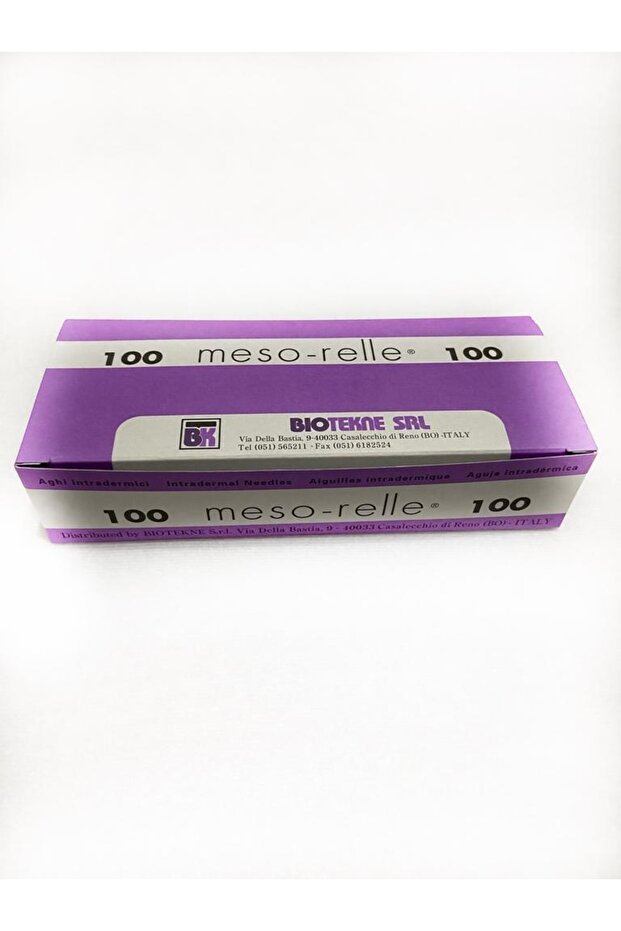 100 meso-relle® 100
BK BIOTEKNE SRL
Via Della Bastia, 9-40033 Casalecchio di Reno (BO) -ITALY
Tel (051) 565211 - Fax (051) 6182524
Aghi intradermici Intradermal Needles Aiguilles intradermique Aguja intradérmica
100 meso-relle® 100
Distributed by BIOTEKNE S.r.l. Via Della Bastia, 9 - 40033 Casalecchio di Reno (BO) - ITALY